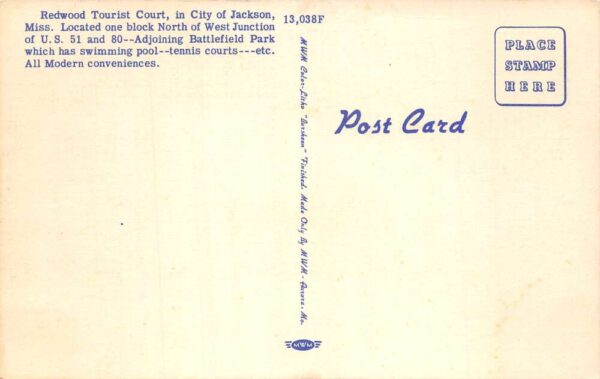 Redwood Tourist Court, in City of Jackson,
Miss. Located one block North of West Junction
of U.S. 51 and 80--Adjoining Battlefield Park
which has swimming pool--tennis courts---etc.
All Modern conveniences.
13,038F
MWM Color-Litho "Dursheen" Finished. Made Only By MWM - Aurora, Mo.
MWM
Post Card
PLACE
STAMP
HERE